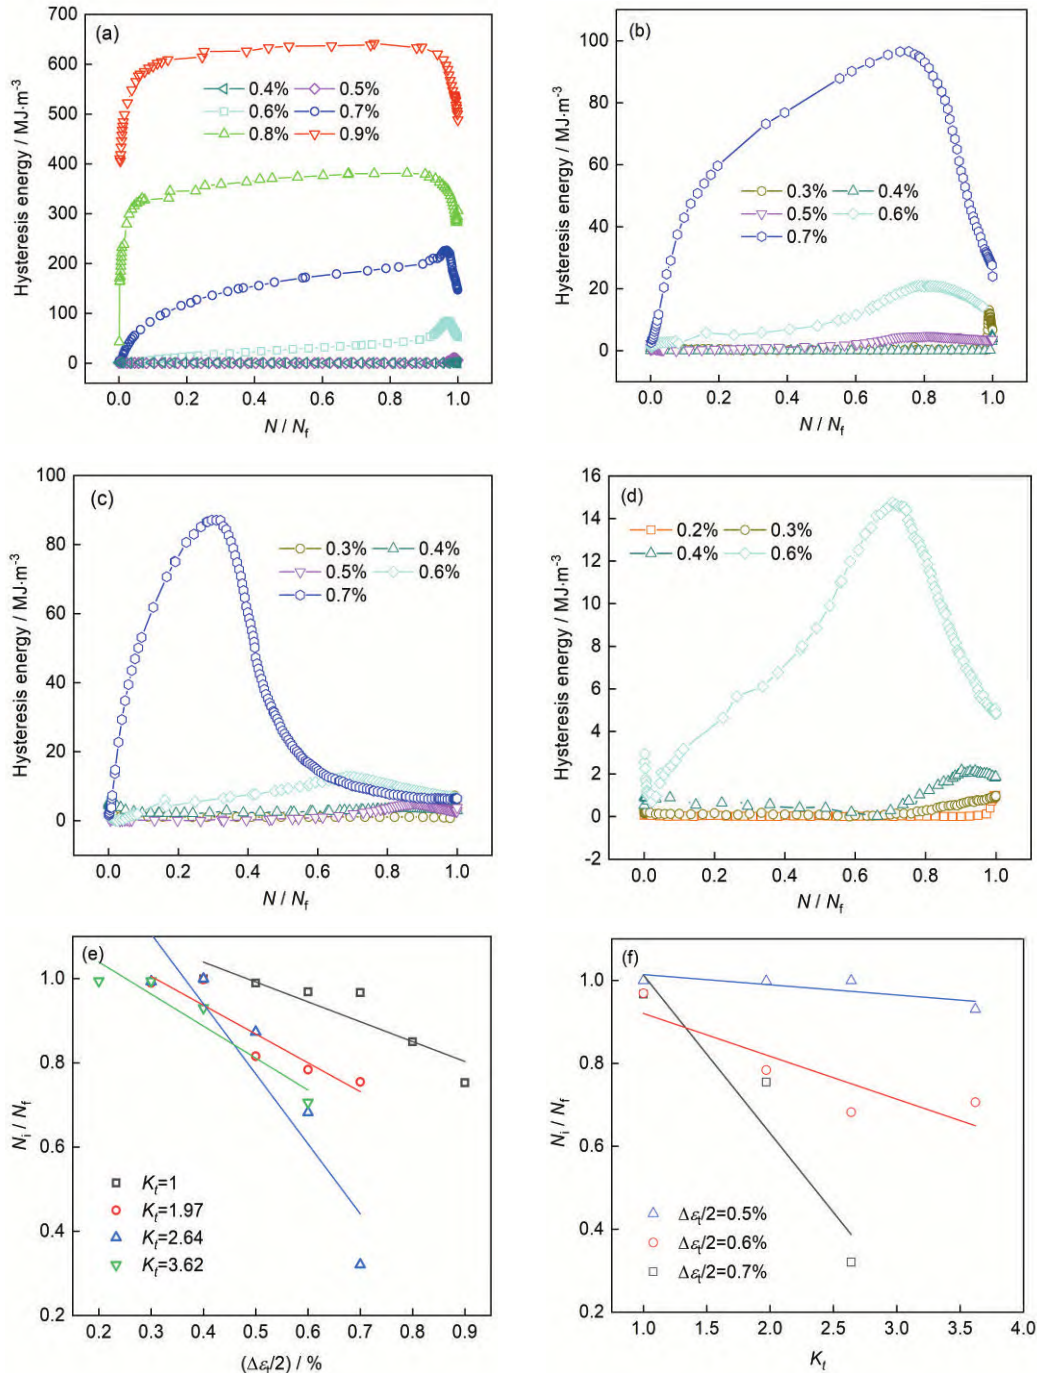 (a)
Hysteresis energy / MJ·m⁻³
700
600
500
400
300
200
100
0
0.4% 0.5%
0.6% 0.7%
0.8% 0.9%
0.0 0.2 0.4 0.6 0.8 1.0
N / Nf
(b)
Hysteresis energy / MJ·m⁻³
100
80
60
40
20
0
0.3% 0.4%
0.5% 0.6%
0.7%
0.0 0.2 0.4 0.6 0.8 1.0
N / Nf
(c)
Hysteresis energy / MJ·m⁻³
100
80
60
40
20
0
0.3% 0.4%
0.5% 0.6%
0.7%
0.0 0.2 0.4 0.6 0.8 1.0
N / Nf
(d)
Hysteresis energy / MJ·m⁻³
16
14
12
10
8
6
4
2
0
-2
0.2% 0.3%
0.4% 0.6%
0.0 0.2 0.4 0.6 0.8 1.0
N / Nf
(e)
Ni / Nf
1.0
0.8
0.6
0.4
0.2
Kt=1
Kt=1.97
Kt=2.64
Kt=3.62
0.2 0.3 0.4 0.5 0.6 0.7 0.8 0.9
(Δεt/2) / %
(f)
Ni / Nf
1.0
0.8
0.6
0.4
0.2
Δεt/2=0.5%
Δεt/2=0.6%
Δεt/2=0.7%
1.0 1.5 2.0 2.5 3.0 3.5 4.0
Kt